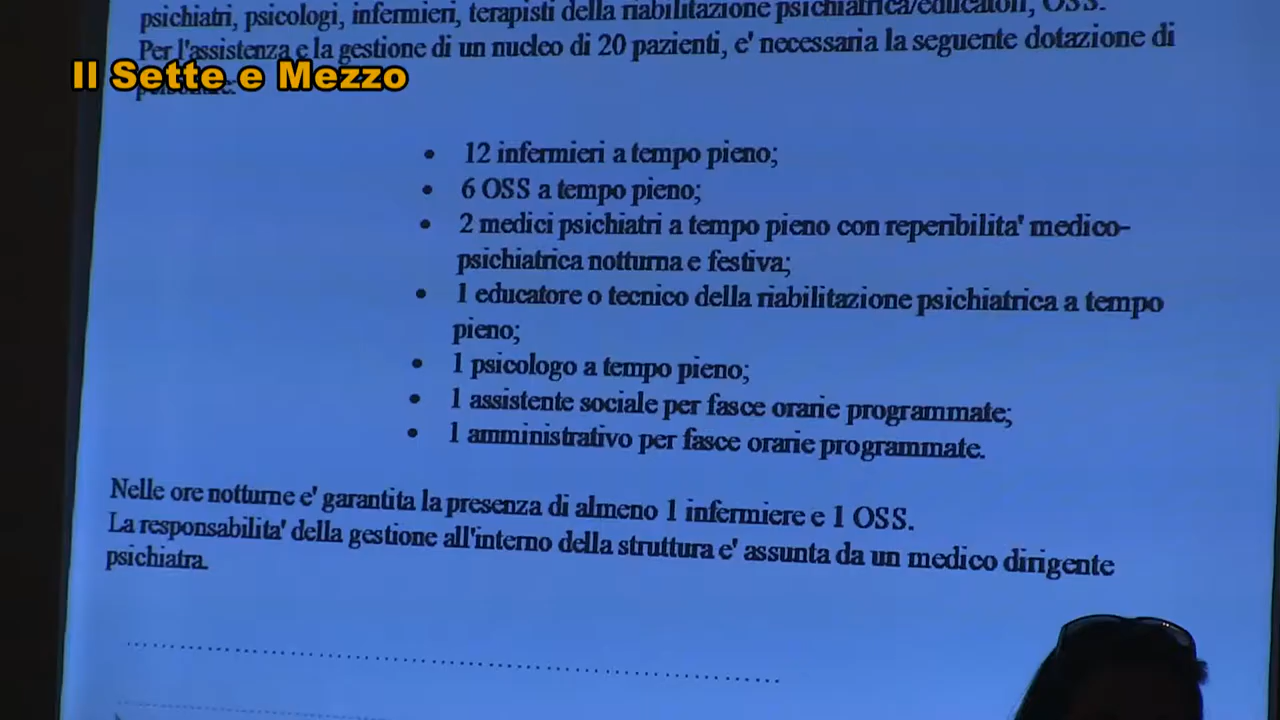 psichiatri, psicologi, infermieri, terapisti della riabilitazione psichiatrica/educatori, OSS.
Per l'assistenza e la gestione di un nucleo di 20 pazienti, e' necessaria la seguente dotazione di
Il Sette e Mezzo
• 12 infermieri a tempo pieno;
• 6 OSS a tempo pieno;
• 2 medici psichiatri a tempo pieno con reperibilita' medico-
psichiatrica notturna e festiva;
• 1 educatore o tecnico della riabilitazione psichiatrica a tempo
pieno;
• 1 psicologo a tempo pieno;
• 1 assistente sociale per fasce orarie programmate;
• 1 amministrativo per fasce orarie programmate.
Nelle ore notturne e' garantita la presenza di almeno 1 infermiere e 1 OSS.
La responsabilita' della gestione all'interno della struttura e' assunta da un medico dirigente
psichiatra.